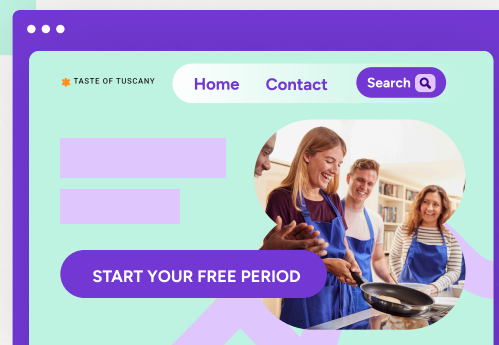 TASTE OF TUSCANY
Home Contact Search
START YOUR FREE PERIOD